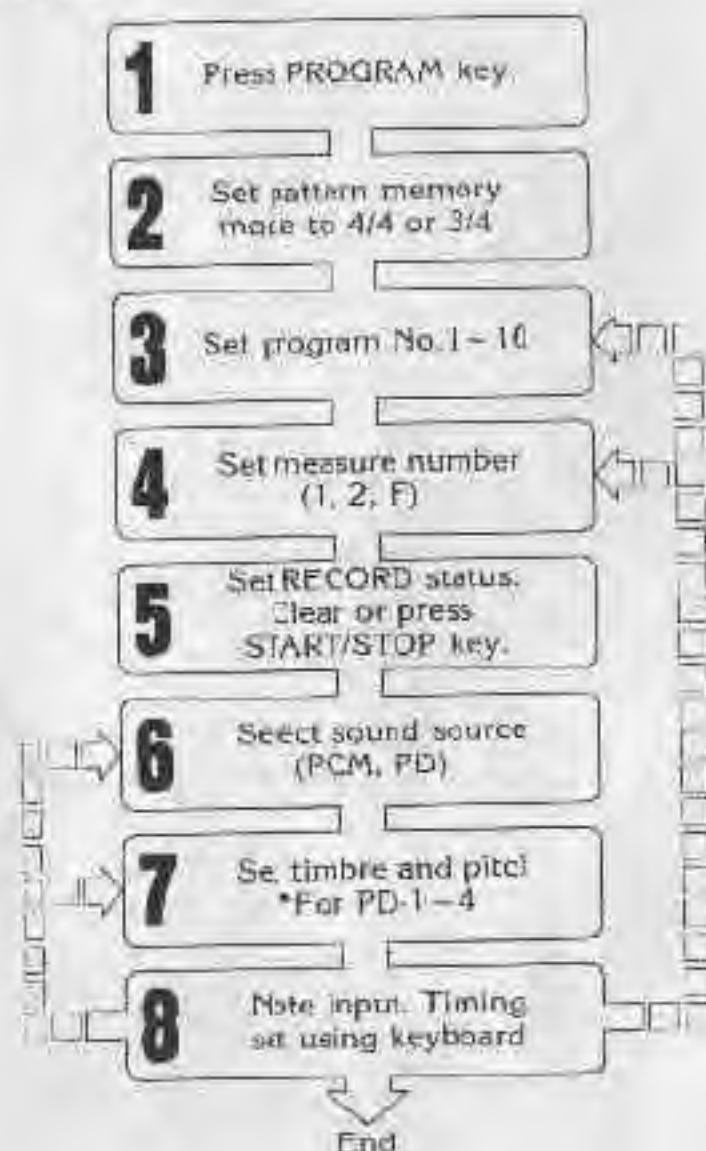 1
Press PROGRAM key.
2
Set pattern memory
mode to 4/4 or 3/4
3
Set program No. 1 ~ 10
4
Set measure number
(1, 2, F)
5
Set RECORD status.
Clear or press
START/STOP key.
6
Select sound source
(PCM, PD)
7
Set timbre and pitch
*For PD-1 ~ 4
8
Note input. Timing
set using keyboard
End